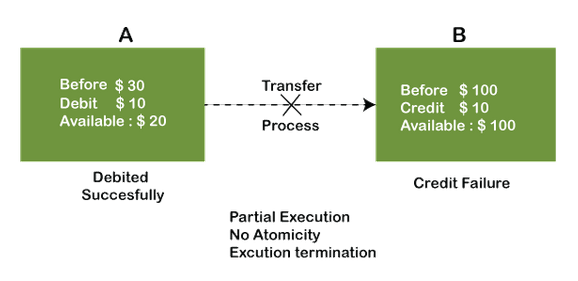 A
B
Before $ 30
Debit $ 10
Available : $ 20
Transfer
Process
Before $ 100
Credit $ 10
Available : $ 100
Debited
Succesfully
Credit Failure
Partial Execution
No Atomicity
Excution termination